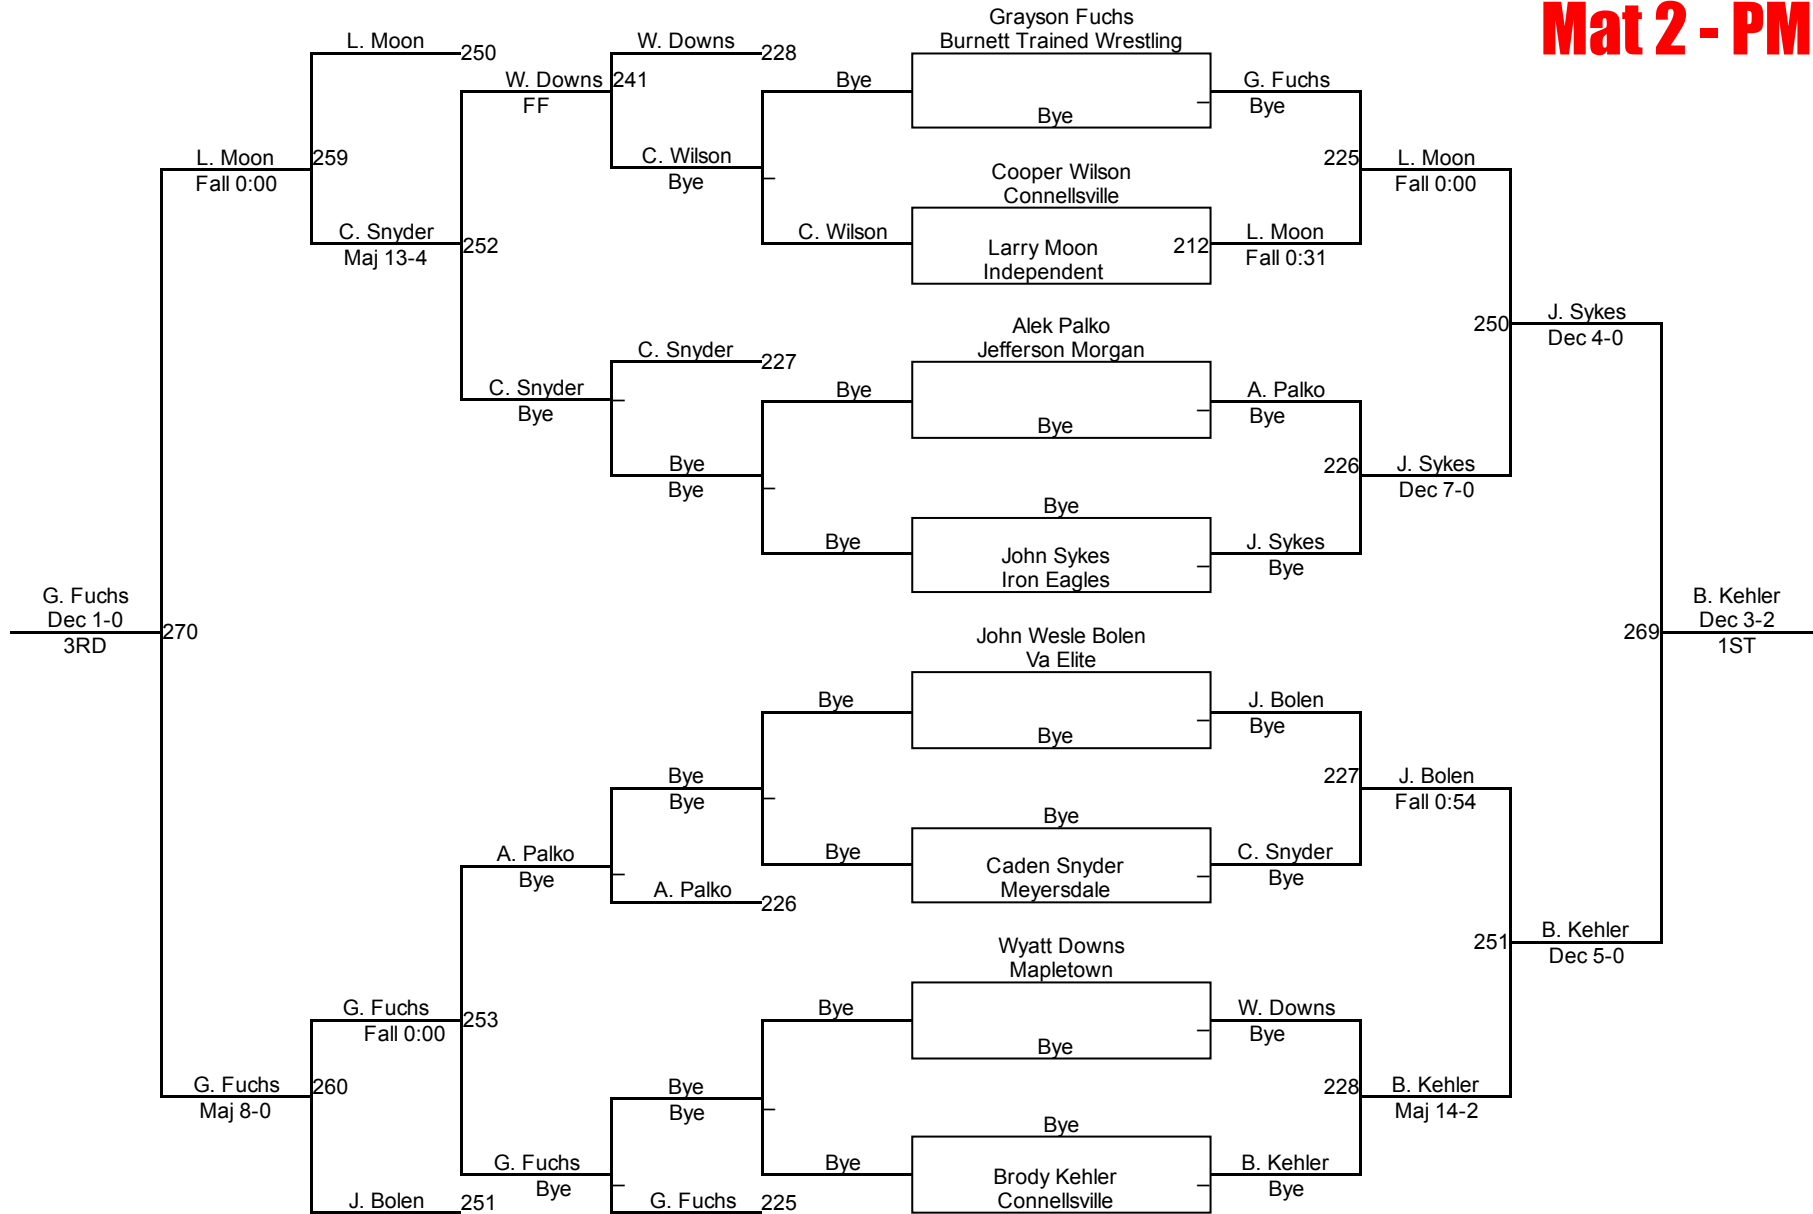 Mat 2 - PM
Grayson Fuchs
Burnett Trained Wrestling
L. Moon
250
W. Downs
228
W. Downs
241
FF
Bye
G. Fuchs
Bye
Bye
L. Moon
259
Fall 0:00
C. Wilson
Bye
Cooper Wilson
Connellsville
225
L. Moon
Fall 0:00
C. Snyder
252
Maj 13-4
C. Wilson
Larry Moon
Independent
212
L. Moon
Fall 0:31
Alek Palko
Jefferson Morgan
250
J. Sykes
Dec 4-0
C. Snyder
227
C. Snyder
Bye
Bye
A. Palko
Bye
Bye
Bye
Bye
226
J. Sykes
Dec 7-0
Bye
Bye
John Sykes
Iron Eagles
J. Sykes
Bye
G. Fuchs
Dec 1-0
3RD
270
John Wesle Bolen
Va Elite
269
B. Kehler
Dec 3-2
1ST
Bye
J. Bolen
Bye
Bye
Bye
Bye
227
J. Bolen
Fall 0:54
Bye
A. Palko
Bye
Bye
Caden Snyder
Meyersdale
C. Snyder
Bye
A. Palko
226
Wyatt Downs
Mapletown
251
B. Kehler
Dec 5-0
G. Fuchs
253
Fall 0:00
Bye
W. Downs
Bye
Bye
G. Fuchs
260
Maj 8-0
Bye
Bye
228
B. Kehler
Maj 14-2
Bye
G. Fuchs
Bye
Bye
Brody Kehler
Connellsville
B. Kehler
Bye
J. Bolen
251
G. Fuchs
225